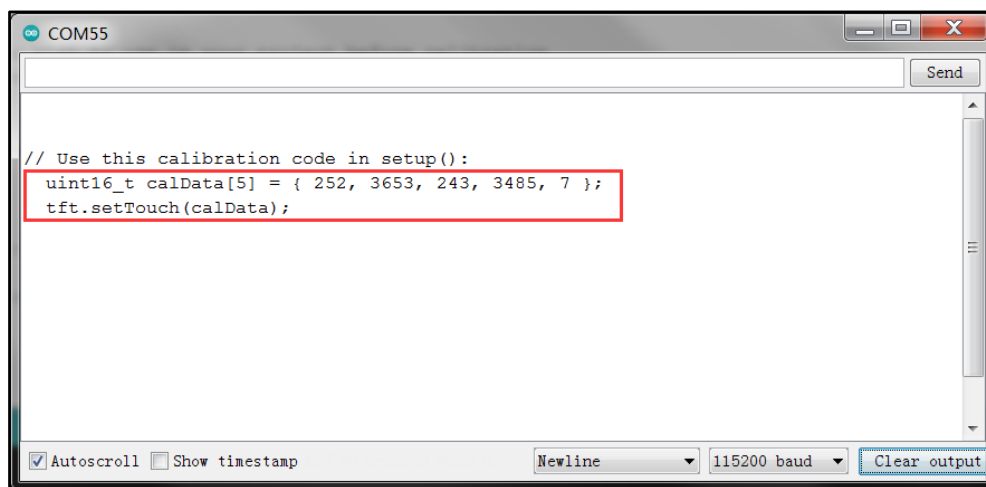 COM55
Send
// Use this calibration code in setup():
uint16_t calData[5] = { 252, 3653, 243, 3485, 7 };
tft.setTouch(calData);
Autoscroll Show timestamp Newline 115200 baud Clear output